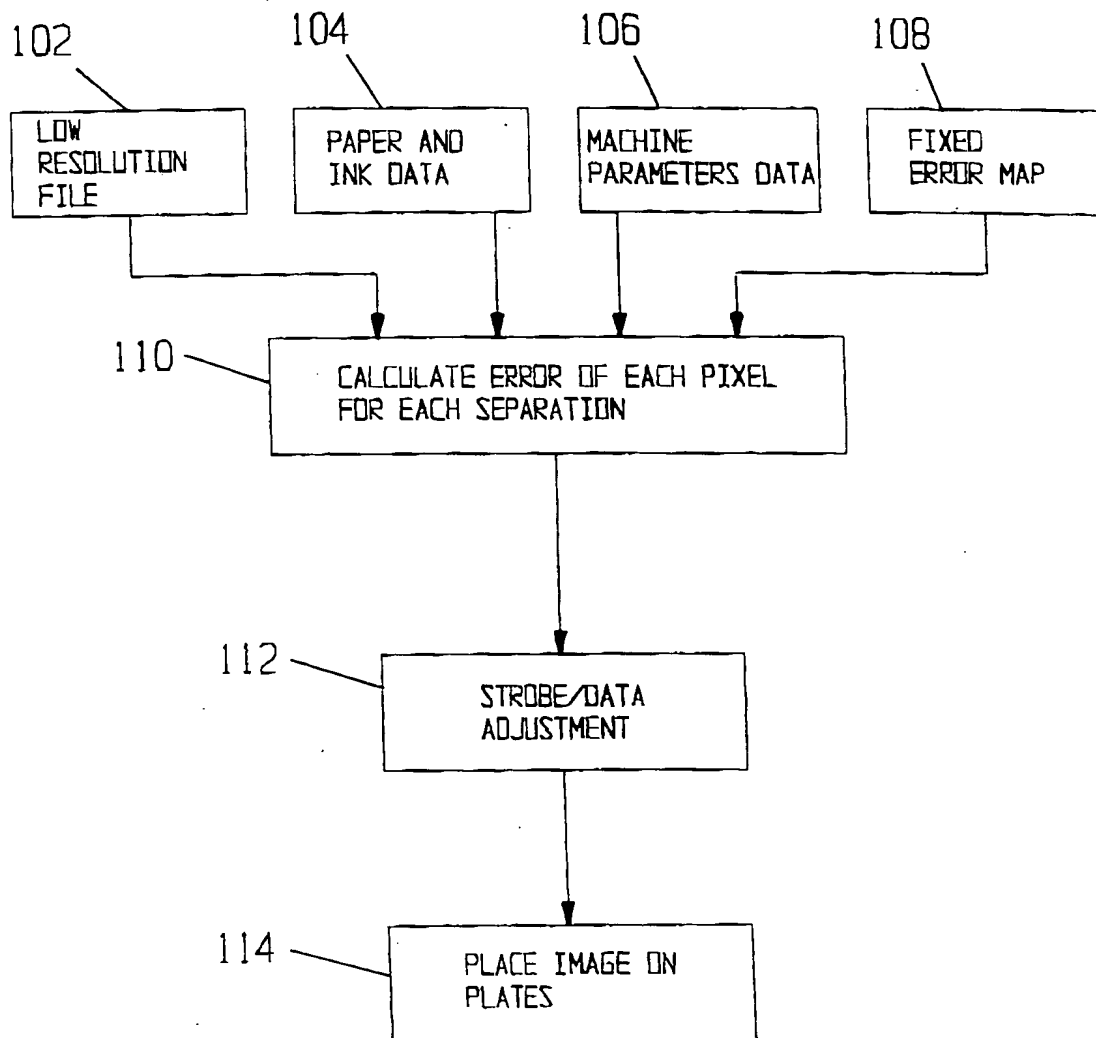 102
104
106
108
LOW
RESOLUTION
FILE
PAPER AND
INK DATA
MACHINE
PARAMETERS DATA
FIXED
ERROR MAP
110
CALCULATE ERROR OF EACH PIXEL
FOR EACH SEPARATION
112
STROBE/DATA
ADJUSTMENT
114
PLACE IMAGE ON
PLATES